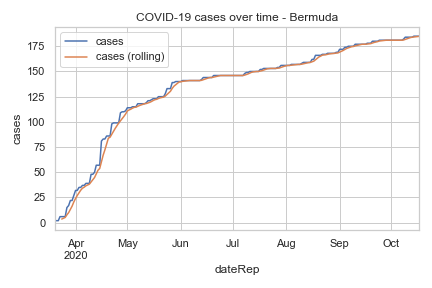 COVID-19 cases over time - Bermuda
cases
cases (rolling)
175
150
125
100
75
50
25
0
cases
Apr May Jun Jul Aug Sep Oct
2020
dateRep